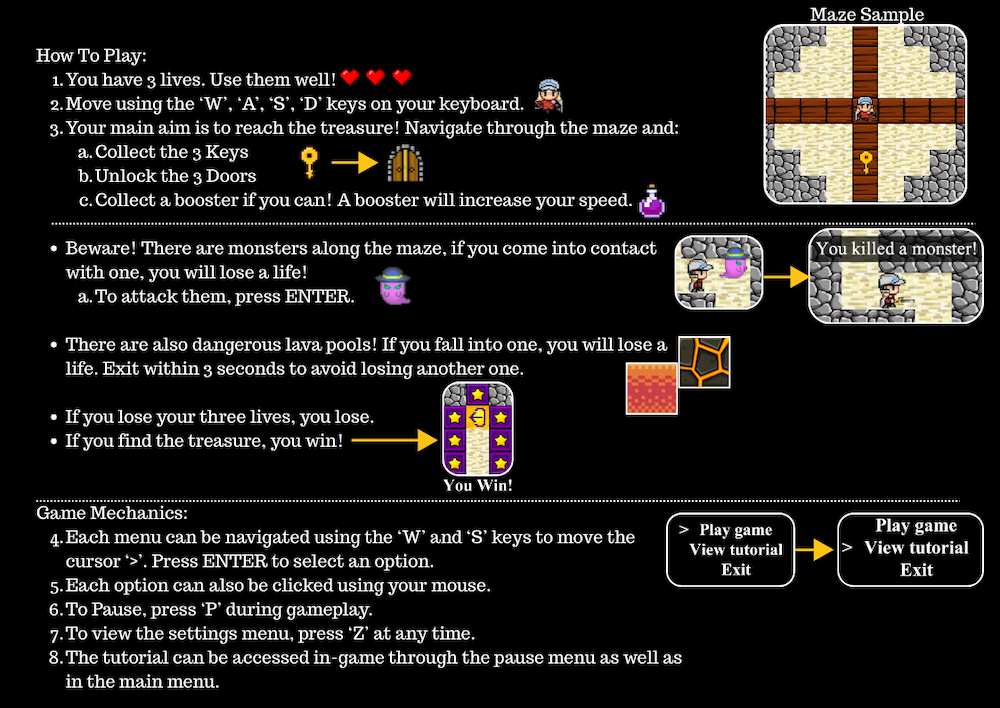 Maze Sample
How To Play:
1. You have 3 lives. Use them well!
2. Move using the ‘W’, ‘A’, ‘S’, ‘D’ keys on your keyboard.
3. Your main aim is to reach the treasure! Navigate through the maze and:
a. Collect the 3 Keys
b. Unlock the 3 Doors
c. Collect a booster if you can! A booster will increase your speed.
• Beware! There are monsters along the maze, if you come into contact
with one, you will lose a life!
a. To attack them, press ENTER.
You killed a monster!
• There are also dangerous lava pools! If you fall into one, you will lose a
life. Exit within 3 seconds to avoid losing another one.
• If you lose your three lives, you lose.
• If you find the treasure, you win!
You Win!
Game Mechanics:
4. Each menu can be navigated using the ‘W’ and ‘S’ keys to move the
cursor ‘>’. Press ENTER to select an option.
5. Each option can also be clicked using your mouse.
6. To Pause, press ‘P’ during gameplay.
7. To view the settings menu, press ‘Z’ at any time.
8. The tutorial can be accessed in-game through the pause menu as well as
in the main menu.
> Play game
View tutorial
Exit
Play game
> View tutorial
Exit